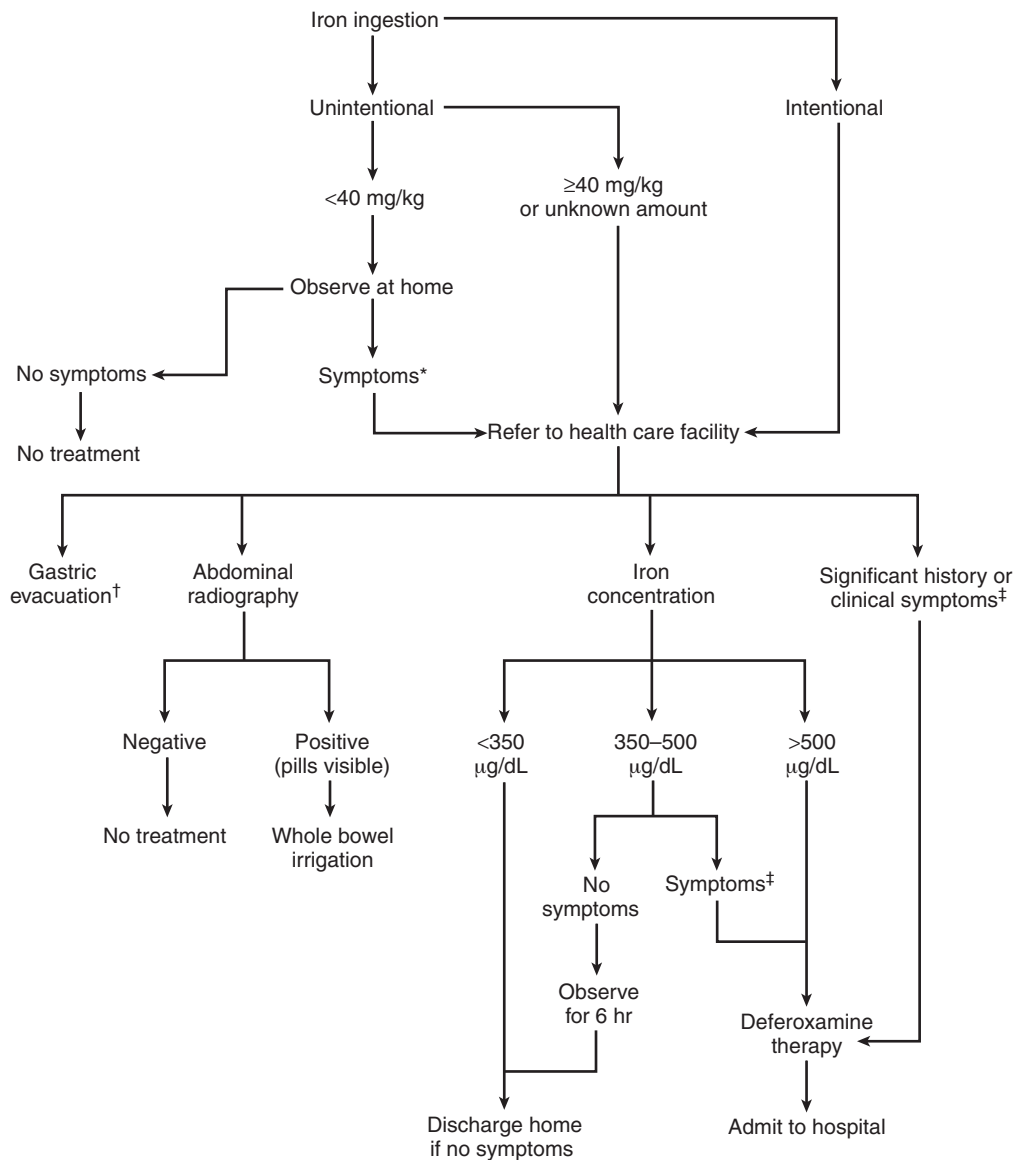 Iron ingestion
Unintentional
Intentional
<40 mg/kg
≥40 mg/kg
or unknown amount
Observe at home
No symptoms
Symptoms*
No treatment
Refer to health care facility
Gastric
evacuation†
Abdominal
radiography
Iron
concentration
Significant history or
clinical symptoms‡
Negative
Positive
(pills visible)
<350
μg/dL
350–500
μg/dL
>500
μg/dL
No treatment
Whole bowel
irrigation
No
symptoms
Symptoms‡
Observe
for 6 hr
Deferoxamine
therapy
Discharge home
if no symptoms
Admit to hospital